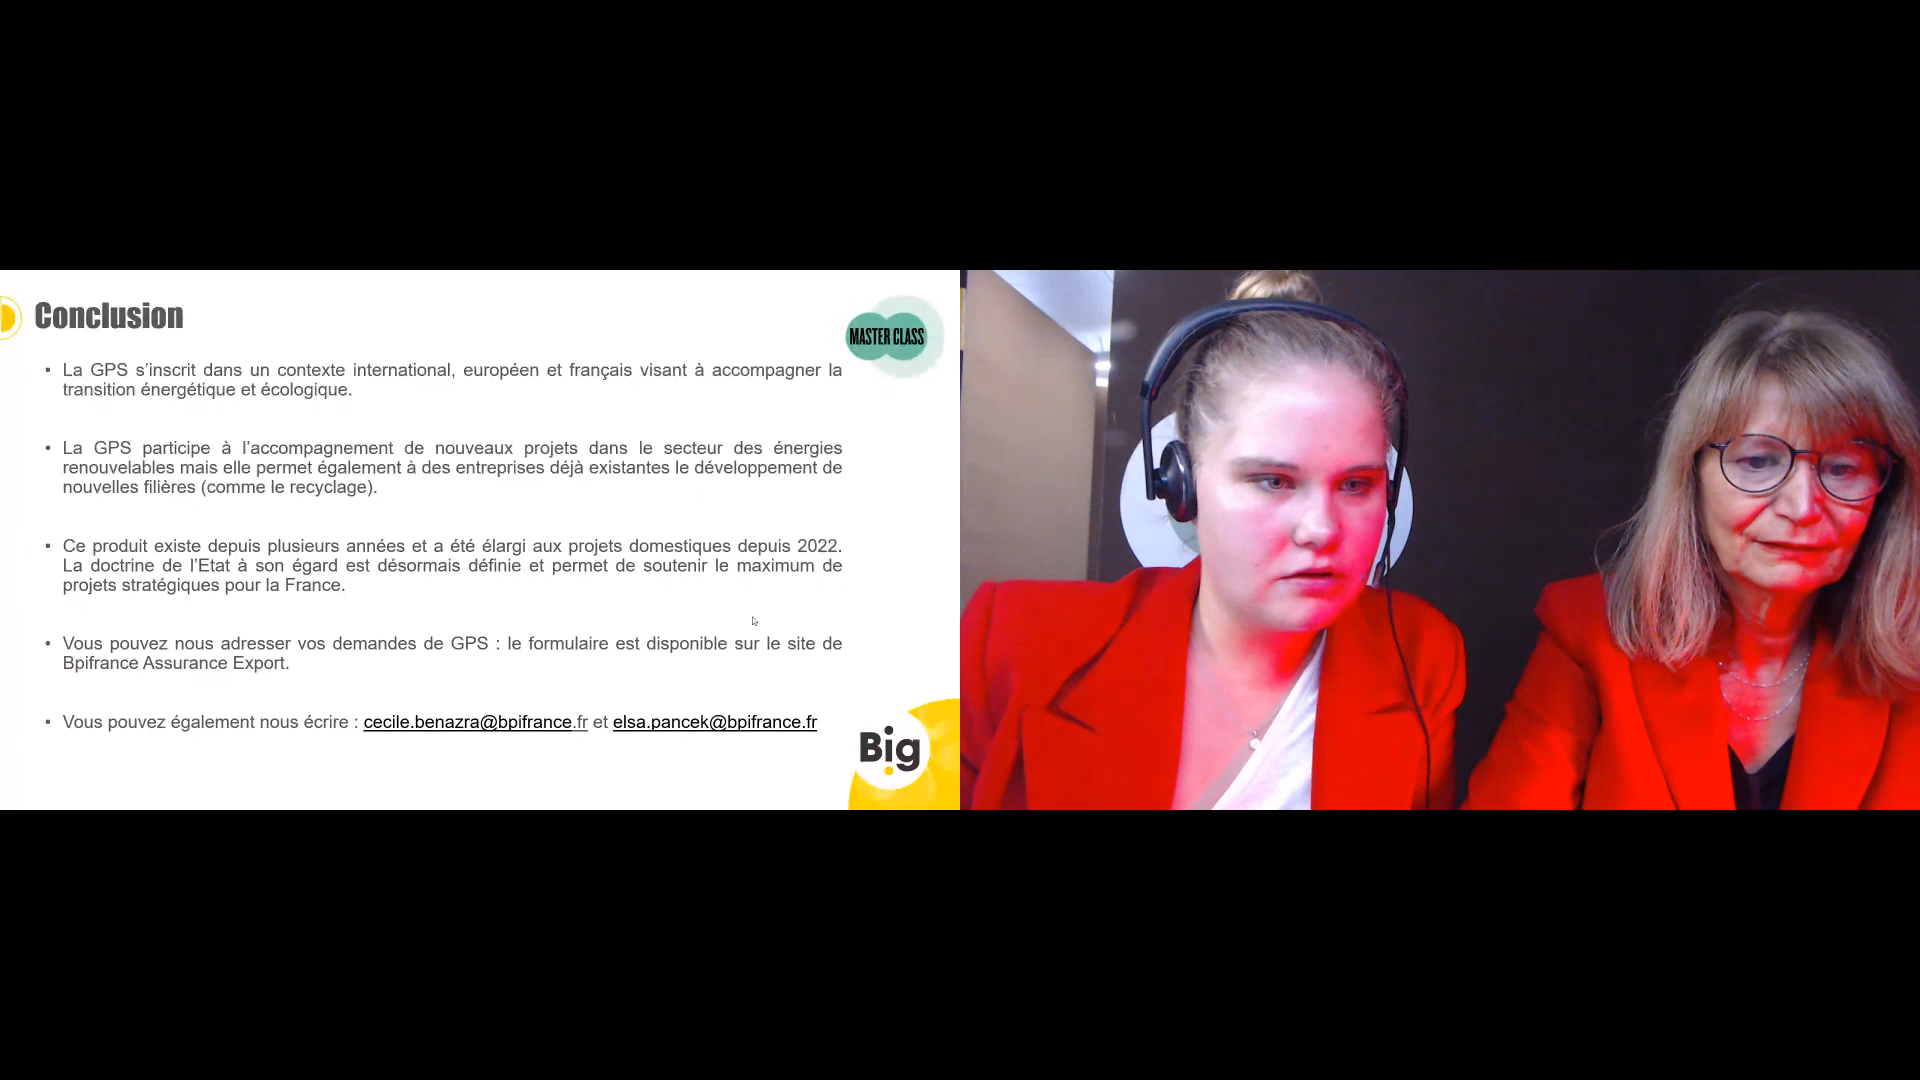 Conclusion
MASTER CLASS
• La GPS s’inscrit dans un contexte international, européen et français visant à accompagner la
transition énergétique et écologique.
• La GPS participe à l’accompagnement de nouveaux projets dans le secteur des énergies
renouvelables mais elle permet également à des entreprises déjà existantes le développement de
nouvelles filières (comme le recyclage).
• Ce produit existe depuis plusieurs années et a été élargi aux projets domestiques depuis 2022.
La doctrine de l’Etat à son égard est désormais définie et permet de soutenir le maximum de
projets stratégiques pour la France.
• Vous pouvez nous adresser vos demandes de GPS : le formulaire est disponible sur le site de
Bpifrance Assurance Export.
• Vous pouvez également nous écrire : cecile.benazra@bpifrance.fr et elsa.pancek@bpifrance.fr
Big